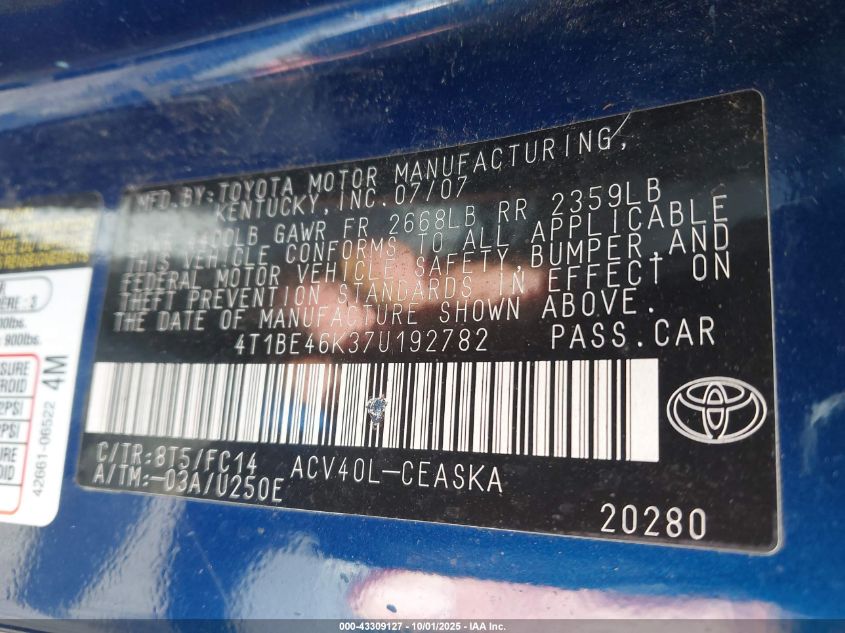 MFD.BY:TOYOTA MOTOR MANUFACTURING,
KENTUCKY, INC. 07/07
GAWR FR 2668LB RR 2359LB
THIS VEHICLE CONFORMS TO ALL APPLICABLE
FEDERAL MOTOR VEHICLE SAFETY, BUMPER, AND
THEFT PREVENTION STANDARDS IN EFFECT ON
THE DATE OF MANUFACTURE SHOWN ABOVE.
4T1BE46K37U192782 PASS.CAR
C/TR:8T5/FC14 ACV40L-CEASKA
A/TM:-03A/U250E
20280
42661-06522 4M
000-43309127 - 10/01/2025 - IAA Inc.